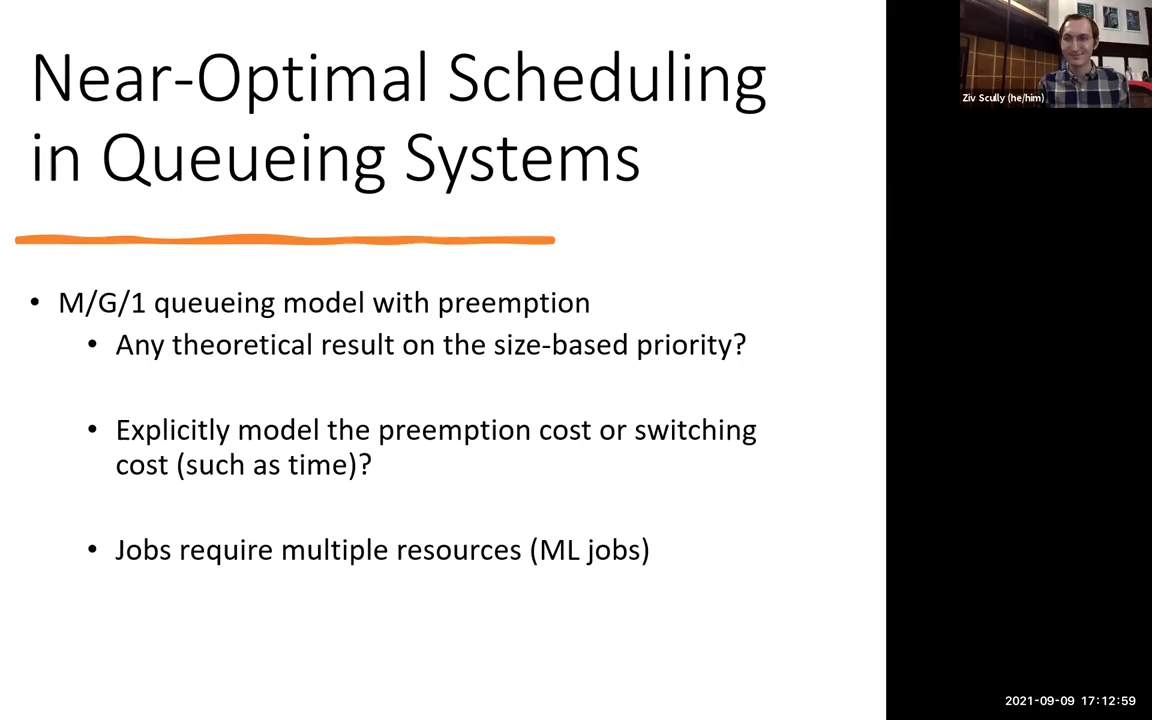 Near-Optimal Scheduling
in Queueing Systems
Ziv Scully (he/him)
• M/G/1 queueing model with preemption
• Any theoretical result on the size-based priority?
• Explicitly model the preemption cost or switching
cost (such as time)?
• Jobs require multiple resources (ML jobs)
2021-09-09 17:12:59